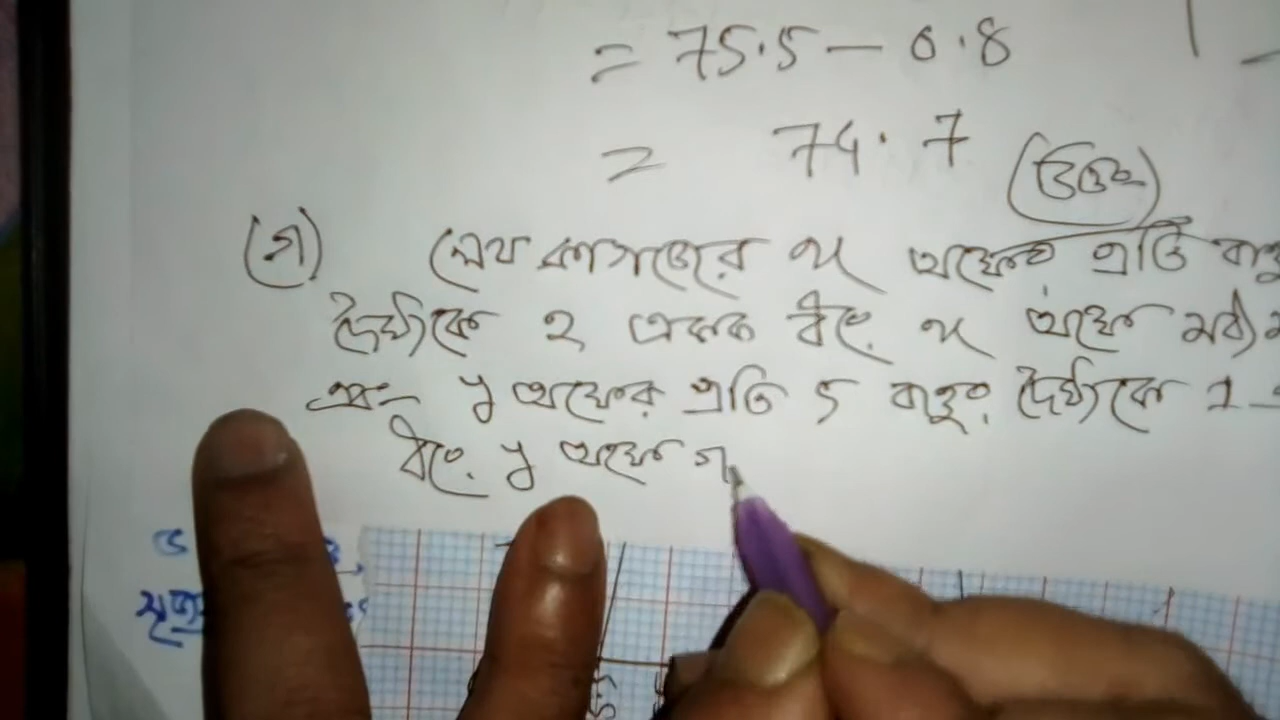 = 75.5 – 0.8
= 74.7 (উত্তর)
(গ) লেখ কাগজের x অক্ষের প্রতি বাহু
দৈর্ঘ্যকে ২ একক ধরে x অক্ষে মধ্য
এবং y অক্ষের প্রতি 5 বাহুর দৈর্ঘ্যকে 1
ধরে y অক্ষে গ